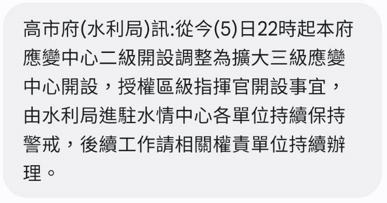 高市府(水利局)訊:從今(5)日22時起本府
應變中心二級開設調整為擴大三級應變
中心開設，授權區級指揮官開設事宜，
由水利局進駐水情中心各單位持續保持
警戒，後續工作請相關權責單位持續辦
理。